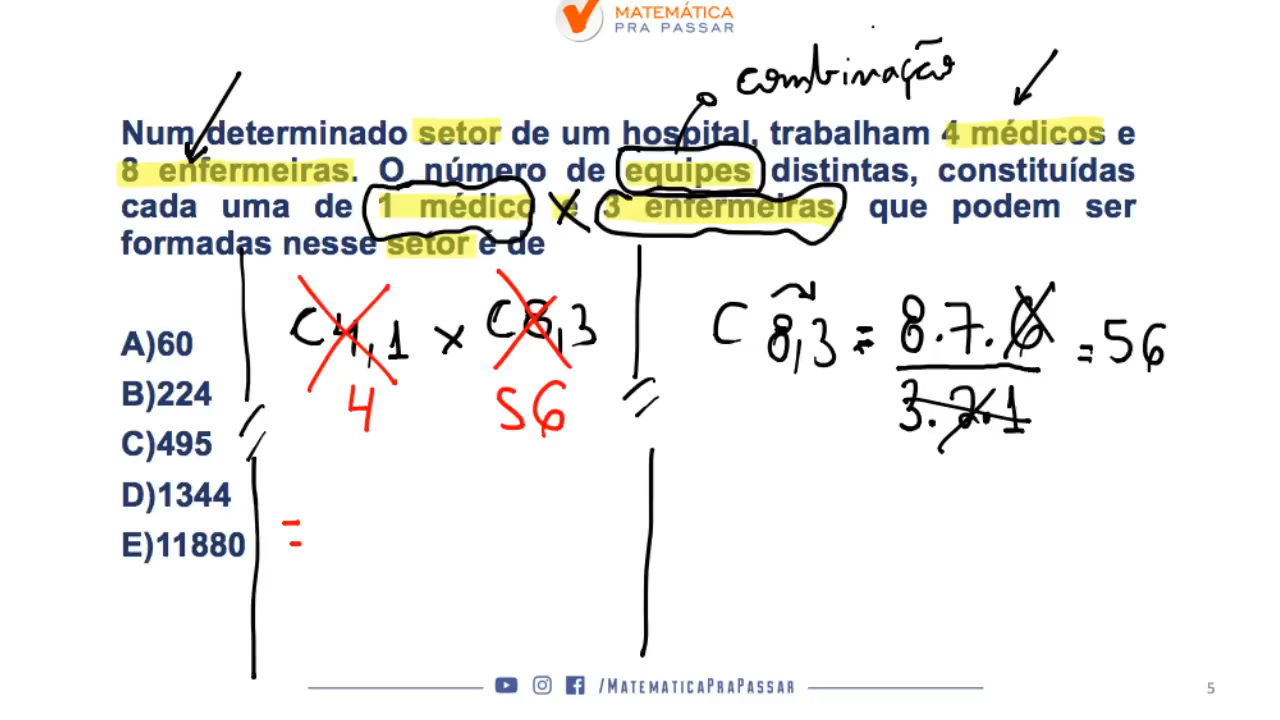 MATEMÁTICA
PRA PASSAR
combinação
Num determinado setor de um hospital, trabalham 4 médicos e
8 enfermeiras. O número de equipes distintas, constituídas
cada uma de 1 médico e x 3 enfermeiras, que podem ser
formadas nesse setor é de
A)60
B)224
C)495
D)1344
E)11880
C4,1 x C8,3
4 56
=
C 8,3 = 8.7.6 / 3.2.1 = 56
/MATEMATICAPRAPASSAR
5